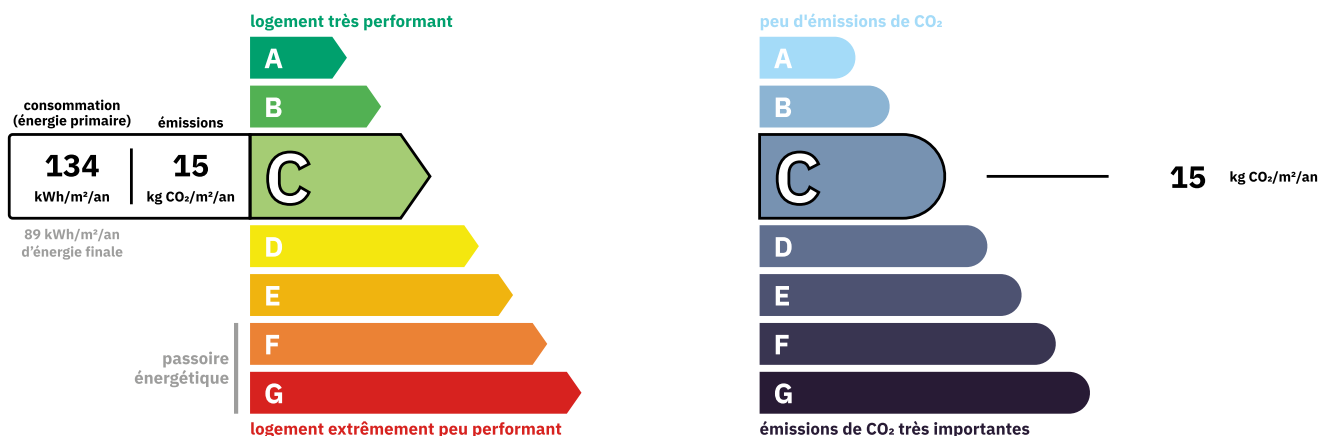 logement très performant
A
B
consommation
(énergie primaire)
émissions
134
kWh/m²/an
15
kg CO₂/m²/an
C
89 kWh/m²/an
d'énergie finale
D
E
passoire
énergétique
F
G
logement extrêmement peu performant
peu d'émissions de CO₂
A
B
C
15 kg CO₂/m²/an
D
E
F
G
émissions de CO₂ très importantes